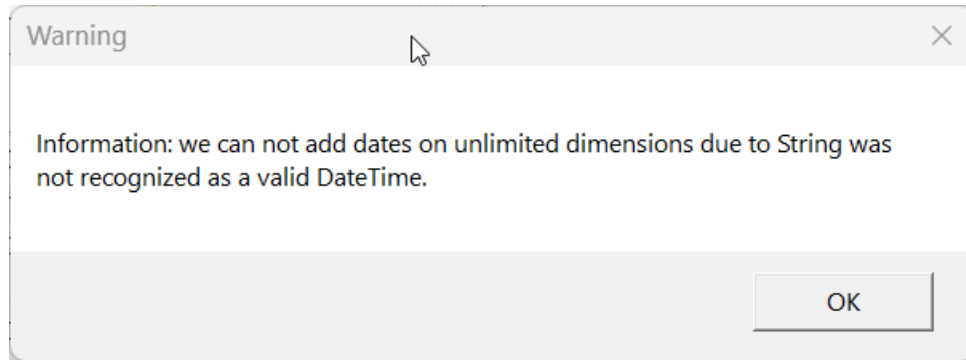 Warning
Information: we can not add dates on unlimited dimensions due to String was
not recognized as a valid DateTime.
OK